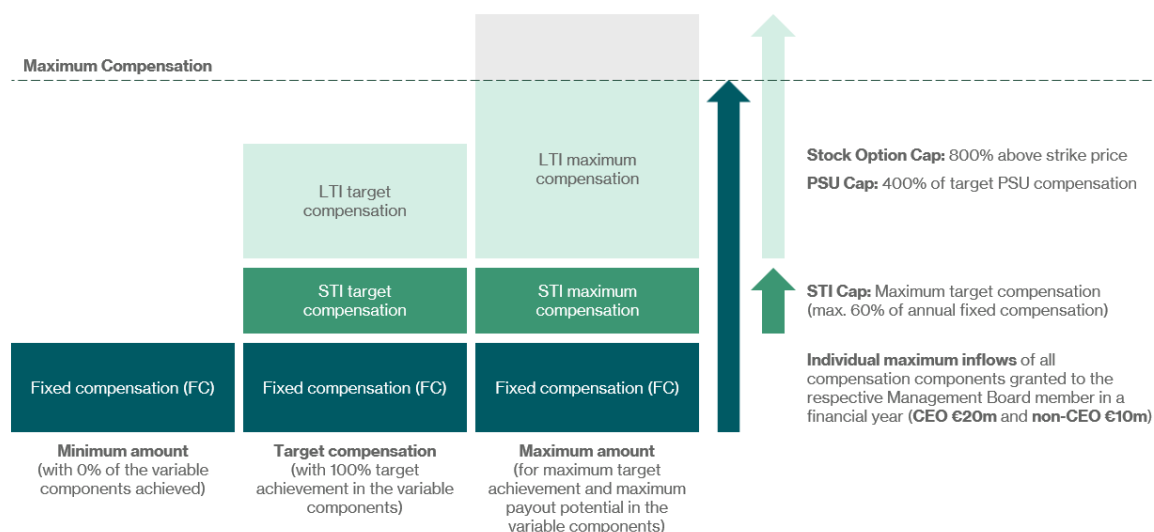 Maximum Compensation
LTI target
compensation
LTI maximum
compensation
Stock Option Cap: 800% above strike price
PSU Cap: 400% of target PSU compensation
STI target
compensation
STI maximum
compensation
STI Cap: Maximum target compensation
(max. 60% of annual fixed compensation)
Fixed compensation (FC)
Fixed compensation (FC)
Fixed compensation (FC)
Individual maximum inflows of all
compensation components granted to the
respective Management Board member in a
financial year (CEO €20m and non-CEO €10m)
Minimum amount
(with 0% of the variable
components achieved)
Target compensation
(with 100% target
achievement in the variable
components)
Maximum amount
(for maximum target
achievement and maximum
payout potential in the
variable components)